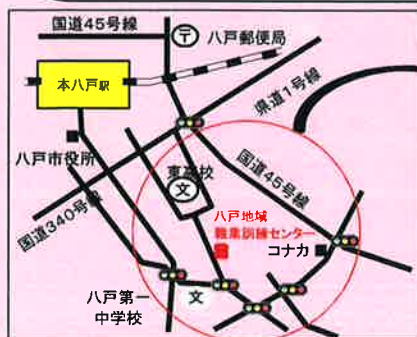 国道45号線
〒
八戸郵便局
本八戸駅
県道1号線
八戸市役所
東高校
文
国道45号線
国道340号線
八戸地域
職業訓練センター
コナカ
八戸第一
中学校
文